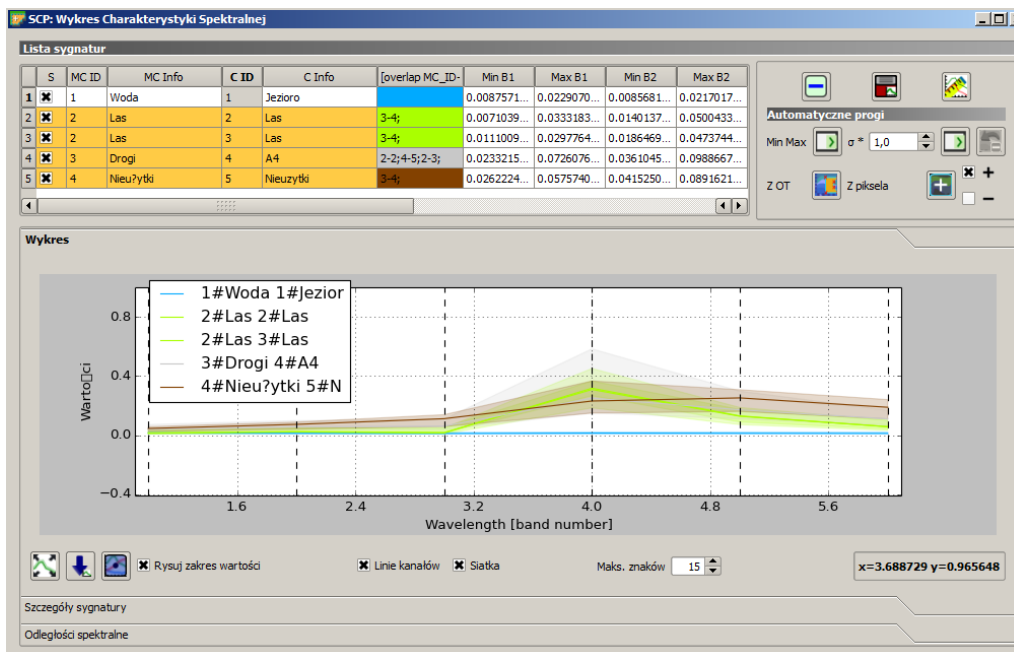 SCP: Wykres Charakterystyki Spektralnej
Lista sygnatur
S MC ID MC Info C ID C Info [overlap MC_ID- Min B1 Max B1 Min B2 Max B2
1 1 Woda 1 Jezioro 0.0087571... 0.0229070... 0.0085681... 0.0217017...
2 2 Las 2 Las 3-4; 0.0071039... 0.0333183... 0.0140137... 0.0500433...
3 2 Las 3 Las 3-4; 0.0111009... 0.0297764... 0.0186469... 0.0473744...
4 3 Drogi 4 A4 2-2;4-5;2-3; 0.0233215... 0.0726076... 0.0361045... 0.0988667...
5 4 Nieu?ytki 5 Nieuzytki 3-4; 0.0262224... 0.0575740... 0.0415250... 0.0891621...
Automatyczne progi
Min Max σ * 1,0
Z OT Z piksela
Wykres
1#Woda 1#Jezior
2#Las 2#Las
2#Las 3#Las
3#Drogi 4#A4
4#Nieu?ytki 5#N
0.8
0.4
0.0
−0.4
Warto▯ci
1.6 2.4 3.2 4.0 4.8 5.6
Wavelength [band number]
Rysuj zakres wartości Linie kanałów Siatka Maks. znaków 15 x=3.688729 y=0.965648
Szczegóły sygnatury
Odległości spektralne